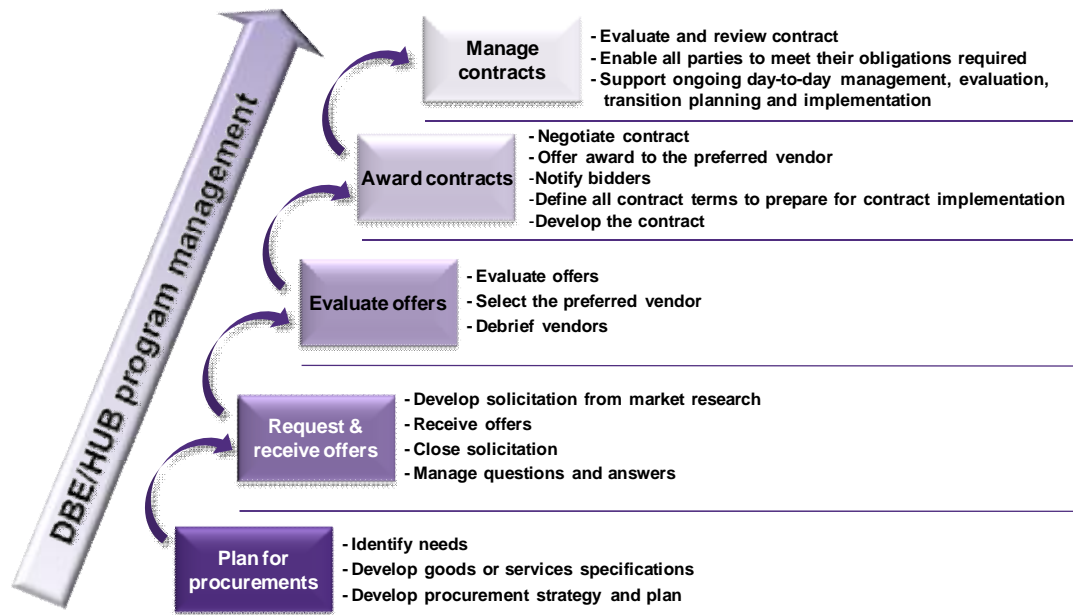 DBE/HUB program management
Manage
contracts
- Evaluate and review contract
- Enable all parties to meet their obligations required
- Support ongoing day-to-day management, evaluation,
transition planning and implementation
Award contracts
- Negotiate contract
- Offer award to the preferred vendor
-Notify bidders
-Define all contract terms to prepare for contract implementation
- Develop the contract
Evaluate offers
- Evaluate offers
- Select the preferred vendor
- Debrief vendors
Request &
receive offers
- Develop solicitation from market research
- Receive offers
- Close solicitation
- Manage questions and answers
Plan for
procurements
- Identify needs
- Develop goods or services specifications
- Develop procurement strategy and plan